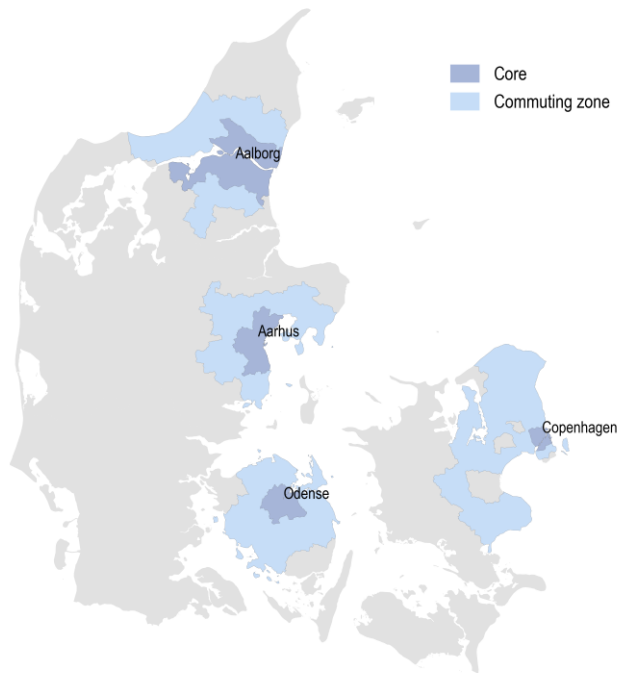 Core
Commuting zone
Aalborg
Aarhus
Copenhagen
Odense